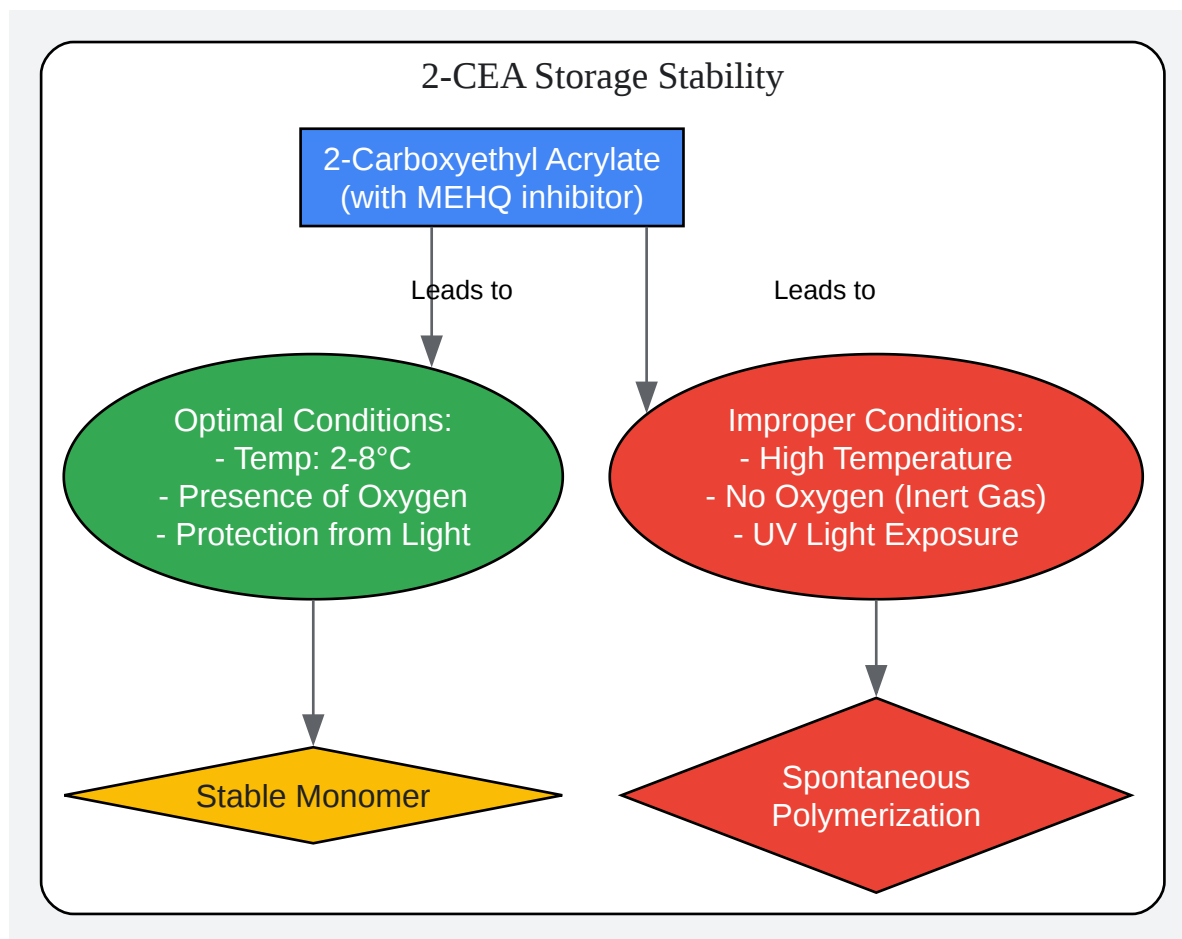 2-CEA Storage Stability
2-Carboxyethyl Acrylate
(with MEHQ inhibitor)
Leads to
Leads to
Optimal Conditions:
- Temp: 2-8°C
- Presence of Oxygen
- Protection from Light
Improper Conditions:
- High Temperature
- No Oxygen (Inert Gas)
- UV Light Exposure
Stable Monomer
Spontaneous
Polymerization